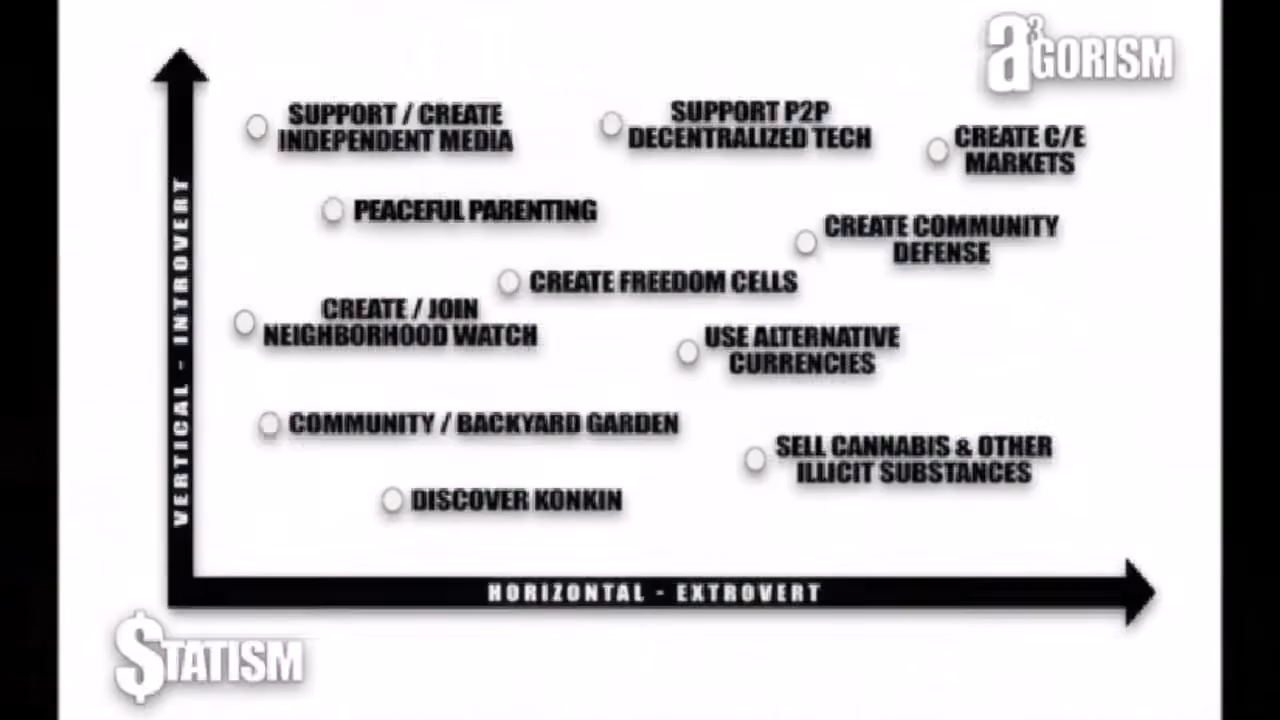 a³GORISM
SUPPORT / CREATE
INDEPENDENT MEDIA
SUPPORT P2P
DECENTRALIZED TECH
CREATE C/E
MARKETS
PEACEFUL PARENTING
CREATE COMMUNITY
DEFENSE
CREATE FREEDOM CELLS
CREATE / JOIN
NEIGHBORHOOD WATCH
USE ALTERNATIVE
CURRENCIES
COMMUNITY / BACKYARD GARDEN
SELL CANNABIS & OTHER
ILLICIT SUBSTANCES
DISCOVER KONKIN
VERTICAL - INTROVERT
HORIZONTAL - EXTROVERT
$TATISM